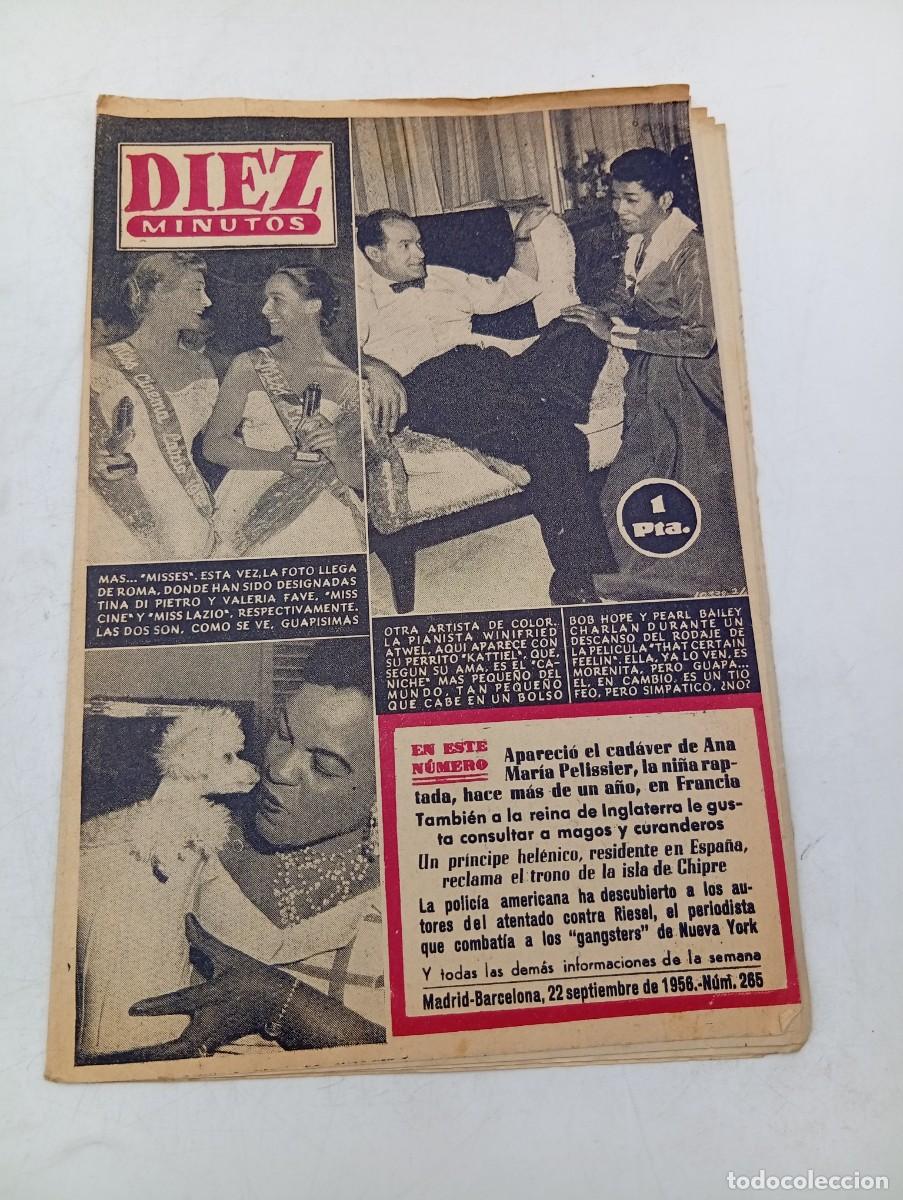 DIEZ
MINUTOS
Miss Cinema
1 Pta.
MAS... "MISSES". ESTA VEZ, LA FOTO LLEGA
DE ROMA, DONDE HAN SIDO DESIGNADAS
TINA DI PIETRO Y VALERIA FAVE, "MISS
CINE" Y "MISS LAZIO", RESPECTIVAMENTE.
LAS DOS SON, COMO SE VE, GUAPISIMAS
OTRA ARTISTA DE COLOR.
LA PIANISTA WINIFRIED
ATWEL, AQUI APARECE CON
SU PERRITO "KATTIEL", QUE,
SEGUN SU AMA, ES EL "CA-
NICHE" MAS PEQUEÑO DEL
MUNDO. TAN PEQUEÑO
QUE CABE EN UN BOLSO
BOB HOPE Y PEARL BAILEY
CHARLAN DURANTE UN
DESCANSO DEL RODAJE DE
LA PELICULA "THAT CERTAIN
FEELIN". ELLA, YA LO VEN, ES
MORENITA, PERO GUAPA...
EL, EN CAMBIO, ES UN TIO
FEO, PERO SIMPATICO, ¿NO?
EN ESTE
NÚMERO
Apareció el cadáver de Ana
María Pelissier, la niña rap-
tada, hace más de un año, en Francia
También a la reina de Inglaterra le gus-
ta consultar a magos y curanderos
Un príncipe helénico, residente en España,
reclama el trono de la isla de Chipre
La policía americana ha descubierto a los au-
tores del atentado contra Riesel, el periodista
que combatía a los "gangsters" de Nueva York
Y todas las demás informaciones de la semana
Madrid-Barcelona, 22 septiembre de 1956.-Núm. 265
todocoleccion